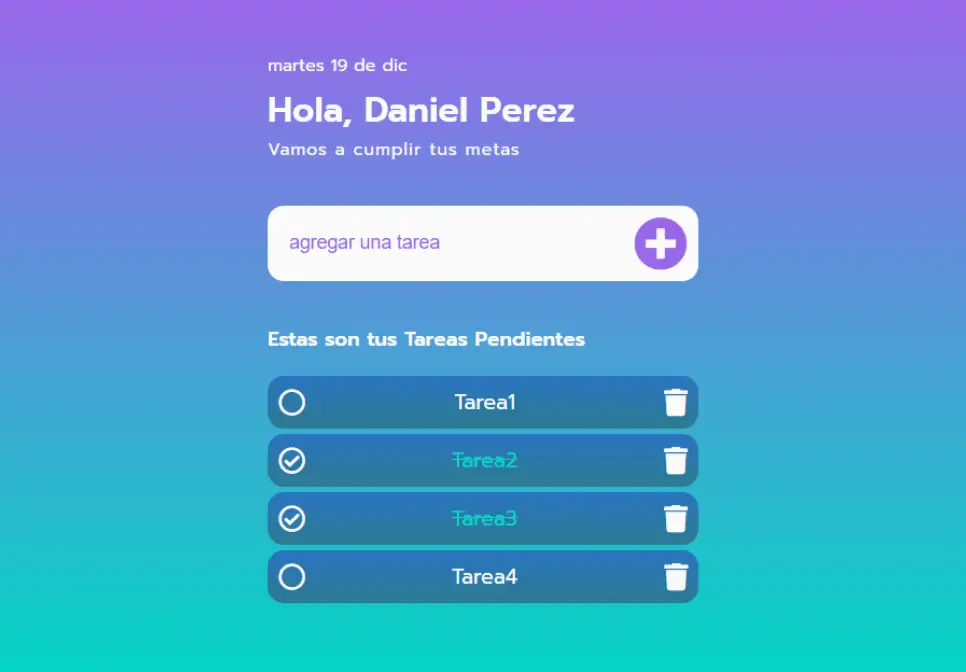 martes 19 de dic
Hola, Daniel Perez
Vamos a cumplir tus metas
agregar una tarea
Estas son tus Tareas Pendientes
Tarea1
Tarea2
Tarea3
Tarea4